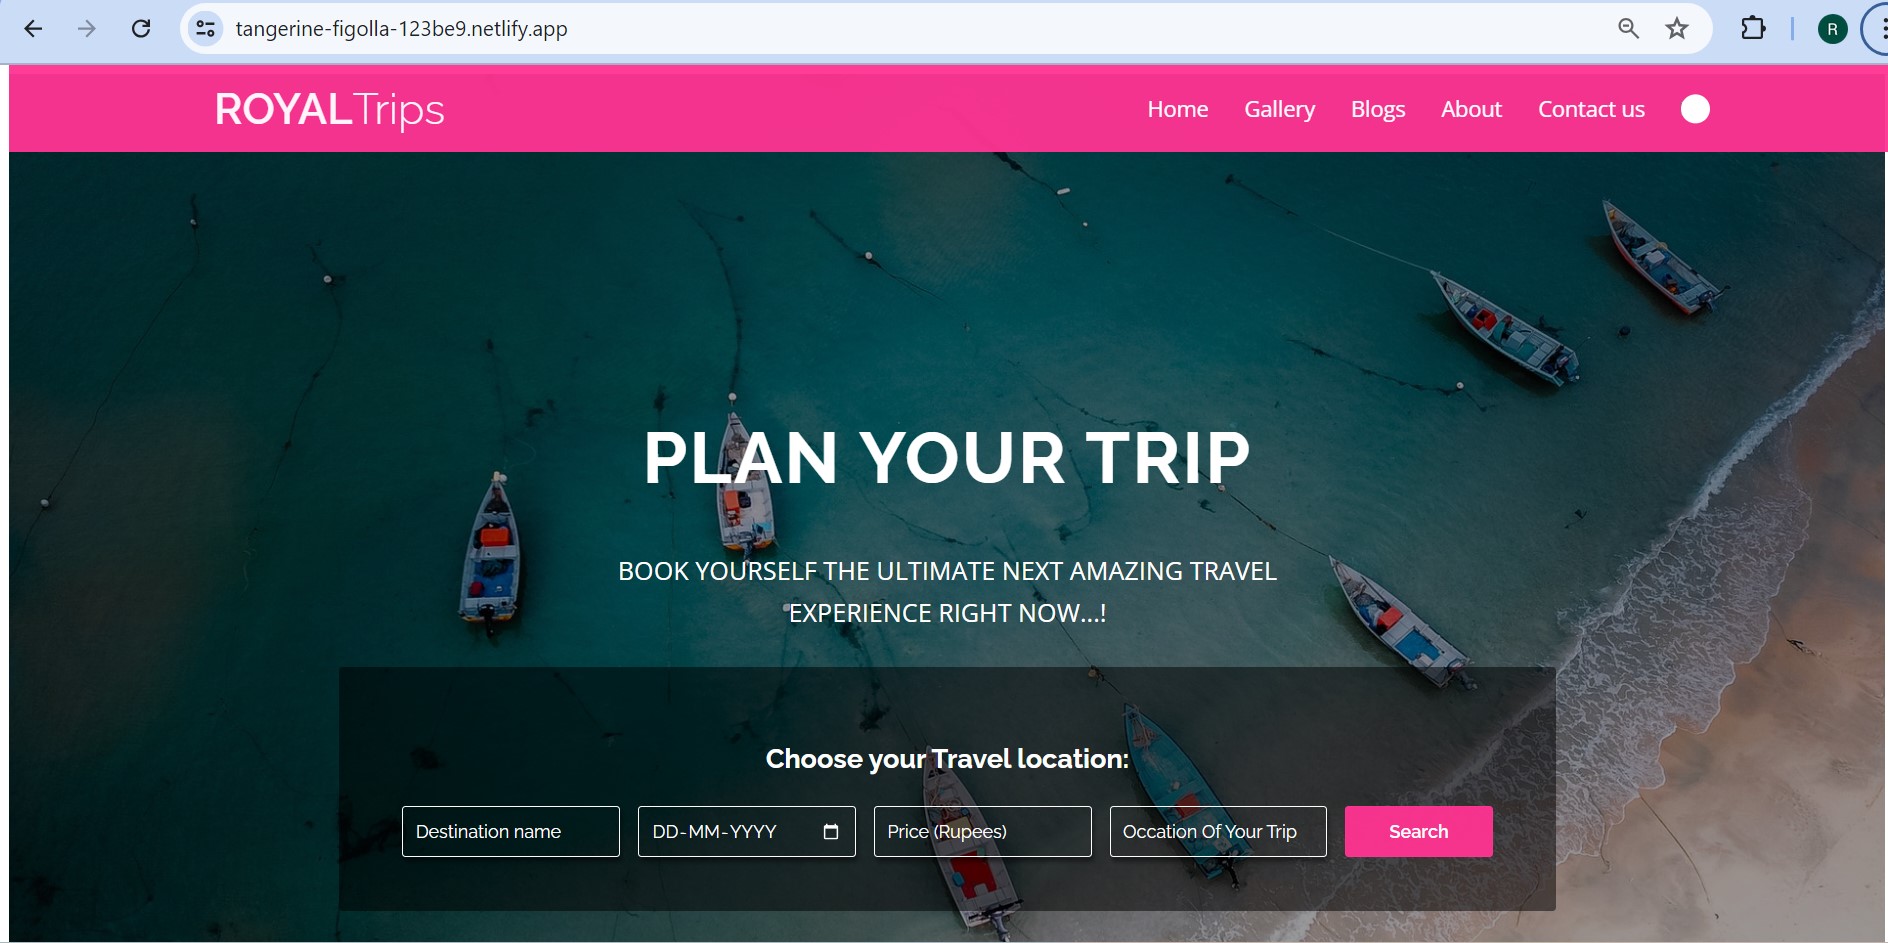 tangerine-figolla-123be9.netlify.app
R
ROYALTrips
Home Gallery Blogs About Contact us
PLAN YOUR TRIP
BOOK YOURSELF THE ULTIMATE NEXT AMAZING TRAVEL
EXPERIENCE RIGHT NOW...!
Choose your Travel location:
Destination name DD-MM-YYYY Price (Rupees) Occation Of Your Trip Search